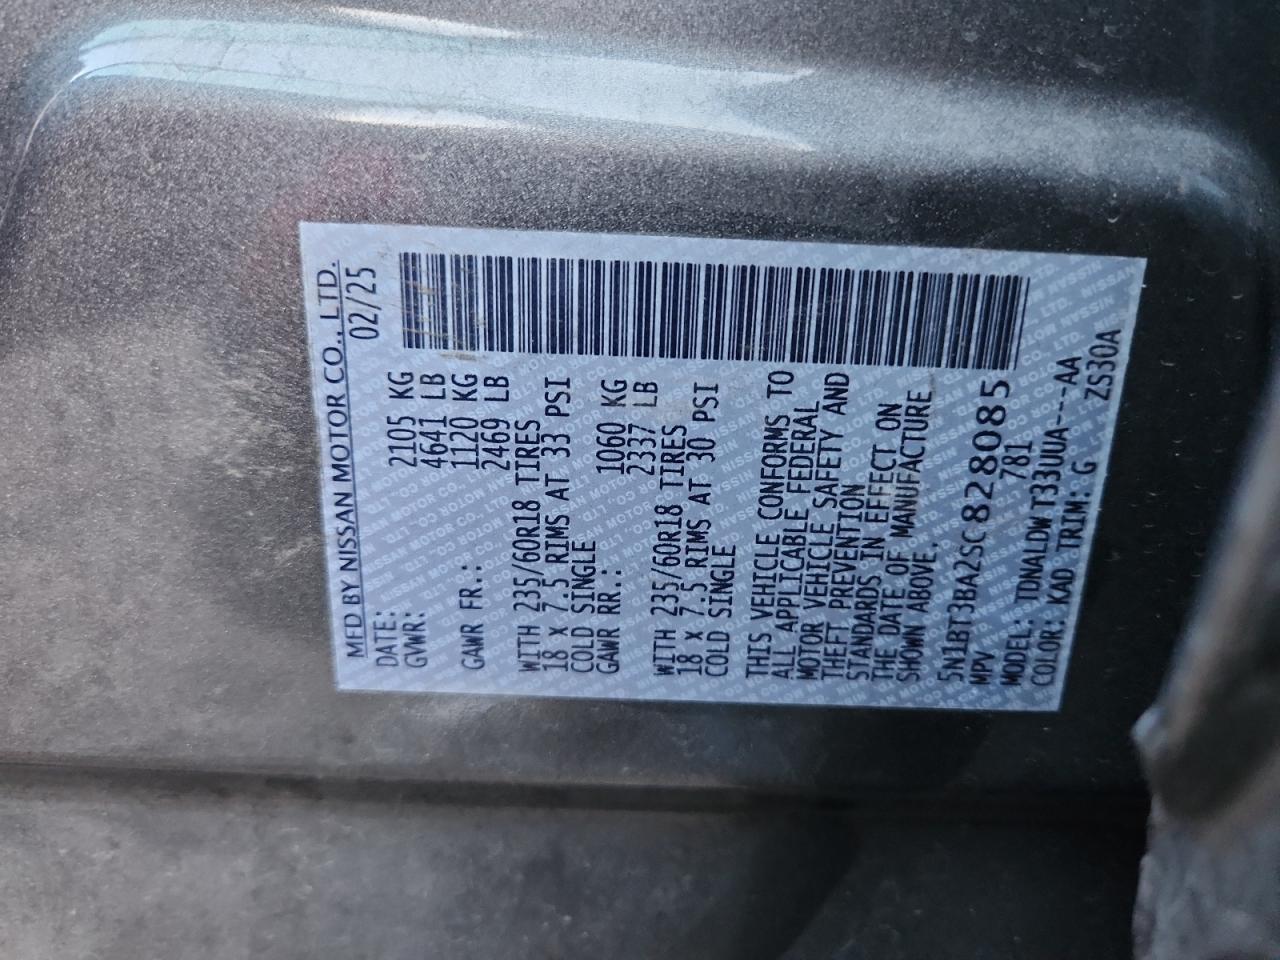 MFD BY NISSAN MOTOR CO., LTD.
DATE: 02/25
GVWR: 2105 KG
4641 LB
GAWR FR.: 1120 KG
2469 LB
WITH 235/60R18 TIRES
18 x 7.5 RIMS AT 33 PSI
COLD SINGLE
GAWR RR.: 1060 KG
2337 LB
WITH 235/60R18 TIRES
18 x 7.5 RIMS AT 30 PSI
COLD SINGLE
THIS VEHICLE CONFORMS TO
ALL APPLICABLE FEDERAL
MOTOR VEHICLE SAFETY AND
THEFT PREVENTION
STANDARDS IN EFFECT ON
THE DATE OF MANUFACTURE
SHOWN ABOVE.
5N1BT3BA2SC828085
MPV 781
MODEL: TDNALDWT33UUA---AA
COLOR: KAD TRIM: G ZS30A